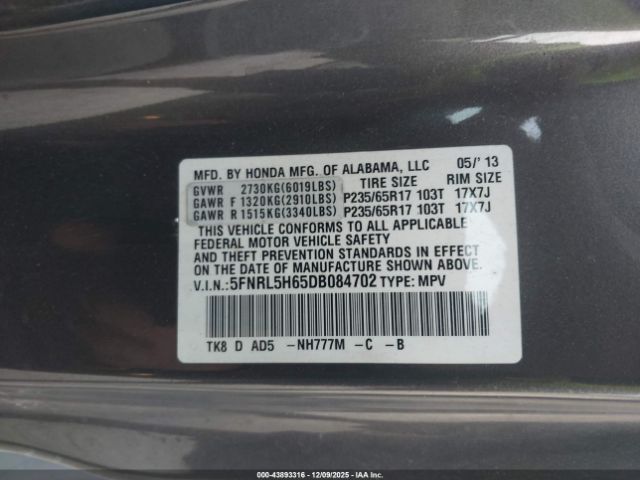 MFD. BY HONDA MFG. OF ALABAMA, LLC 05/'13
GVWR 2730KG(6019LBS) TIRE SIZE RIM SIZE
GAWR F 1320KG(2910LBS) P235/65R17 103T 17X7J
GAWR R 1515KG(3340LBS) P235/65R17 103T 17X7J
THIS VEHICLE CONFORMS TO ALL APPLICABLE
FEDERAL MOTOR VEHICLE SAFETY
AND THEFT PREVENTION STANDARDS IN EFFECT
ON THE DATE OF MANUFACTURE SHOWN ABOVE.
V.I.N.:5FNRL5H65DB084702 TYPE: MPV
TK8 D AD5 -NH777M -C -B
000-43893316 - 12/09/2025 - IAAI.COM